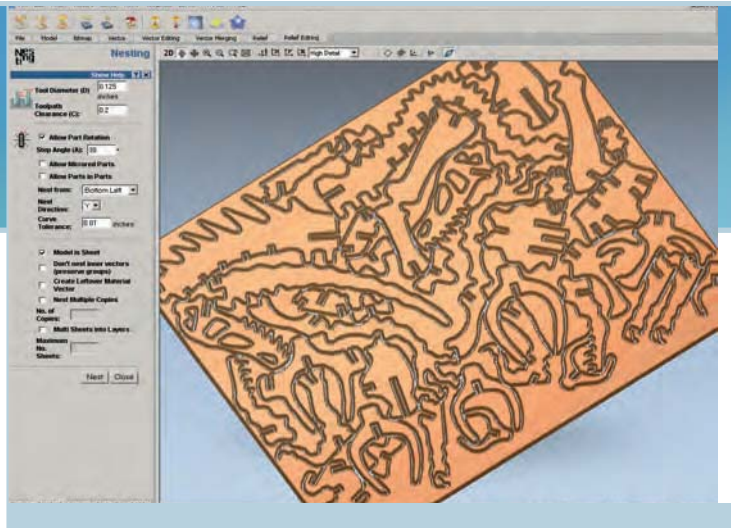 File Model Bitmap Vector Vector Editing Vector Merging Relief Relief Editing
Nesting
2D High Detail
Show Help
Tool Diameter (D) 0.125
inches
Toolpath
Clearance (C): 0.2
Allow Part Rotation
Step Angle (A):
Allow Mirrored Parts
Allow Parts in Parts
Nest from: Bottom Left
Nest
Direction: Y
Curve
Tolerance: 0.01 inches
Model is Sheet
Don't nest inner vectors
(preserve groups)
Create Leftover Material
Vector
Nest Multiple Copies
No. of
Copies:
Multi Sheets into Layers
Maximum
No.
Sheets:
Nest Close